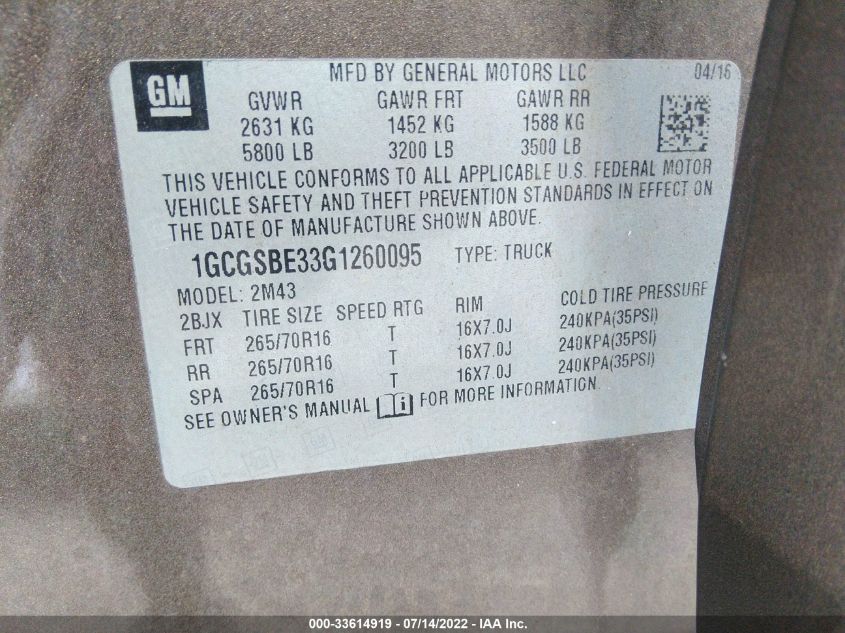 GM
MFD BY GENERAL MOTORS LLC 04/16
GVWR GAWR FRT GAWR RR
2631 KG 1452 KG 1588 KG
5800 LB 3200 LB 3500 LB
THIS VEHICLE CONFORMS TO ALL APPLICABLE U.S. FEDERAL MOTOR
VEHICLE SAFETY AND THEFT PREVENTION STANDARDS IN EFFECT ON
THE DATE OF MANUFACTURE SHOWN ABOVE.
1GCGSBE33G1260095 TYPE: TRUCK
MODEL: 2M43
2BJX TIRE SIZE SPEED RTG RIM COLD TIRE PRESSURE
FRT 265/70R16 T 16X7.0J 240KPA(35PSI)
RR 265/70R16 T 16X7.0J 240KPA(35PSI)
SPA 265/70R16 T 16X7.0J 240KPA(35PSI)
SEE OWNER'S MANUAL i FOR MORE INFORMATION.
GM GM GM
000-33614919 - 07/14/2022 - IAA Inc.